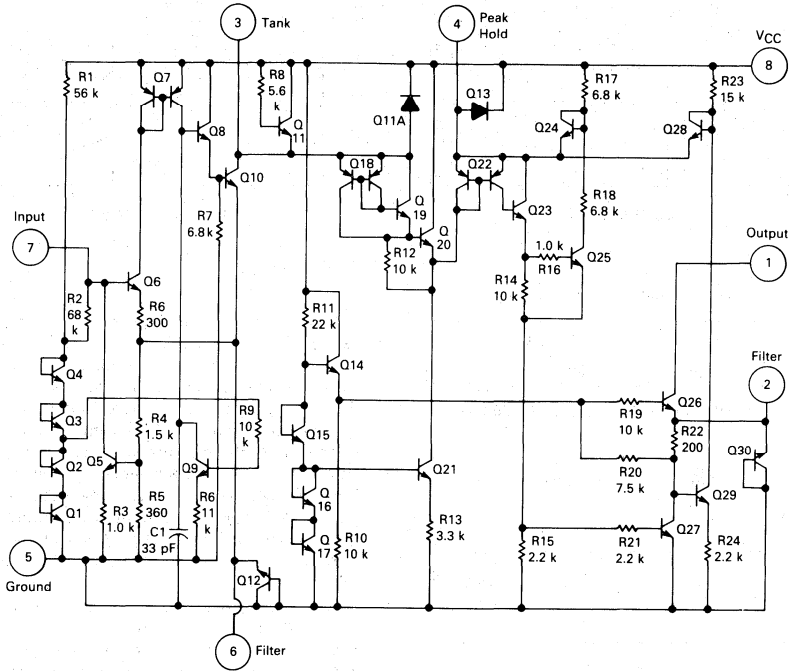 3 Tank
4 Peak
Hold
VCC
8
R1
56 k
Q7
Q8
R8
5.6
k
Q
11
Q11A
Q13
R17
6.8 k
R23
15 k
Q24
Q28
Q10
Q18
Q22
R7
6.8k
Q
19
Q23
R18
6.8 k
Input
7
Q
20
R12
10 k
1.0 k
R16
Q25
Output
1
Q6
R2
68
k
R6
300
R14
10 k
R11
22 k
Q4
Q14
Filter
2
Q3
R9
10
k
R19
10 k
Q26
R4
1.5 k
Q15
R22
200
Q2
Q5
Q9
Q21
R20
7.5 k
Q30
Q
16
Q29
Q1
R3
1.0 k
R5
360
R6
11
k
C1
33 pF
Q
17
R10
10 k
R13
3.3 k
R15
2.2 k
R21
2.2 k
Q27
R24
2.2 k
5
Ground
Q12
6 Filter